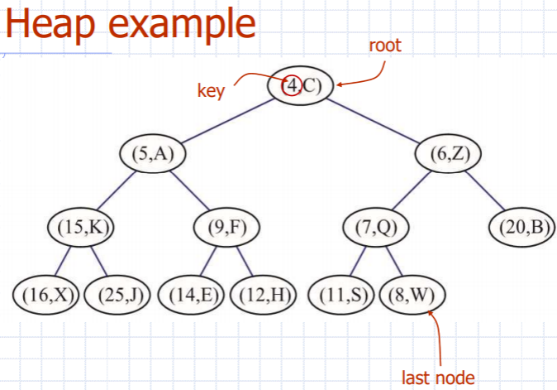 Heap example
root
key
(4,C)
(5,A)
(6,Z)
(15,K)
(9,F)
(7,Q)
(20,B)
(16,X)
(25,J)
(14,E)
(12,H)
(11,S)
(8,W)
last node